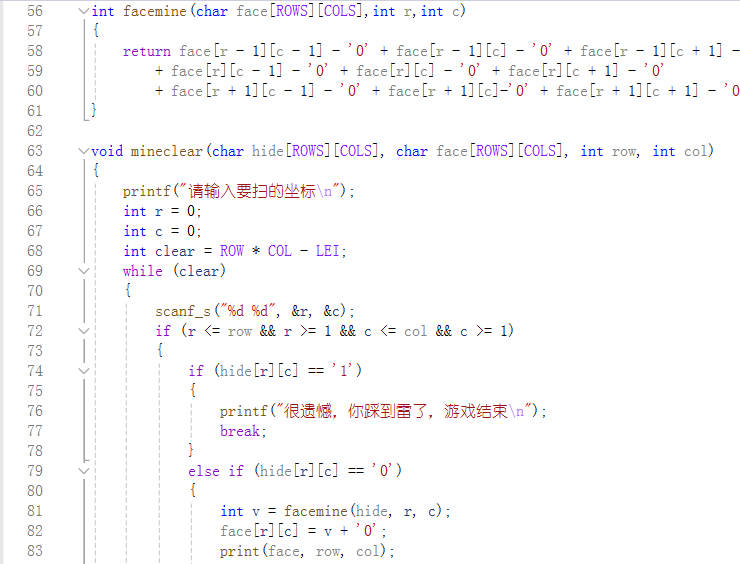 56 int facemine(char face[ROWS][COLS],int r,int c)
57 {
58 return face[r - 1][c - 1] - '0' + face[r - 1][c] - '0' + face[r - 1][c + 1] -
59 + face[r][c - 1] - '0' + face[r][c] - '0' + face[r][c + 1] - '0'
60 + face[r + 1][c - 1] - '0' + face[r + 1][c]-'0' + face[r + 1][c + 1] - '0
61 }
62
63 void mineclear(char hide[ROWS][COLS], char face[ROWS][COLS], int row, int col)
64 {
65 printf("请输入要扫的坐标\n");
66 int r = 0;
67 int c = 0;
68 int clear = ROW * COL - LEI;
69 while (clear)
70 {
71 scanf_s("%d %d", &r, &c);
72 if (r <= row && r >= 1 && c <= col && c >= 1)
73 {
74 if (hide[r][c] == '1')
75 {
76 printf("很遗憾，你踩到雷了，游戏结束\n");
77 break;
78 }
79 else if (hide[r][c] == '0')
80 {
81 int v = facemine(hide, r, c);
82 face[r][c] = v + '0';
83 print(face, row, col);